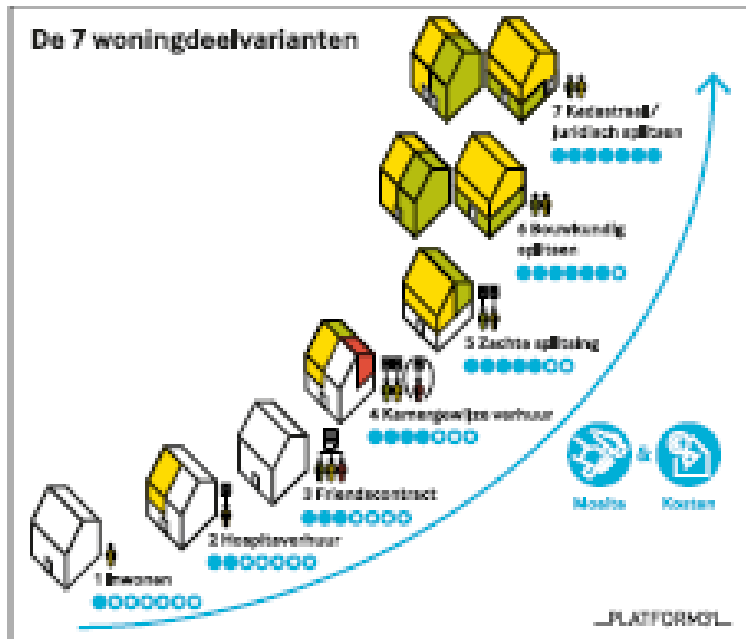 De 7 woningdeelvarianten
7 Kadastraal/
juridisch splitsen
6 Bouwkundig
splitsen
5 Zachte splitsing
4 Kamergewijze verhuur
3 Friendscontract
2 Hospitaverhuur
1 Inwonen
&
Moeite
Kosten
PLATFORM31